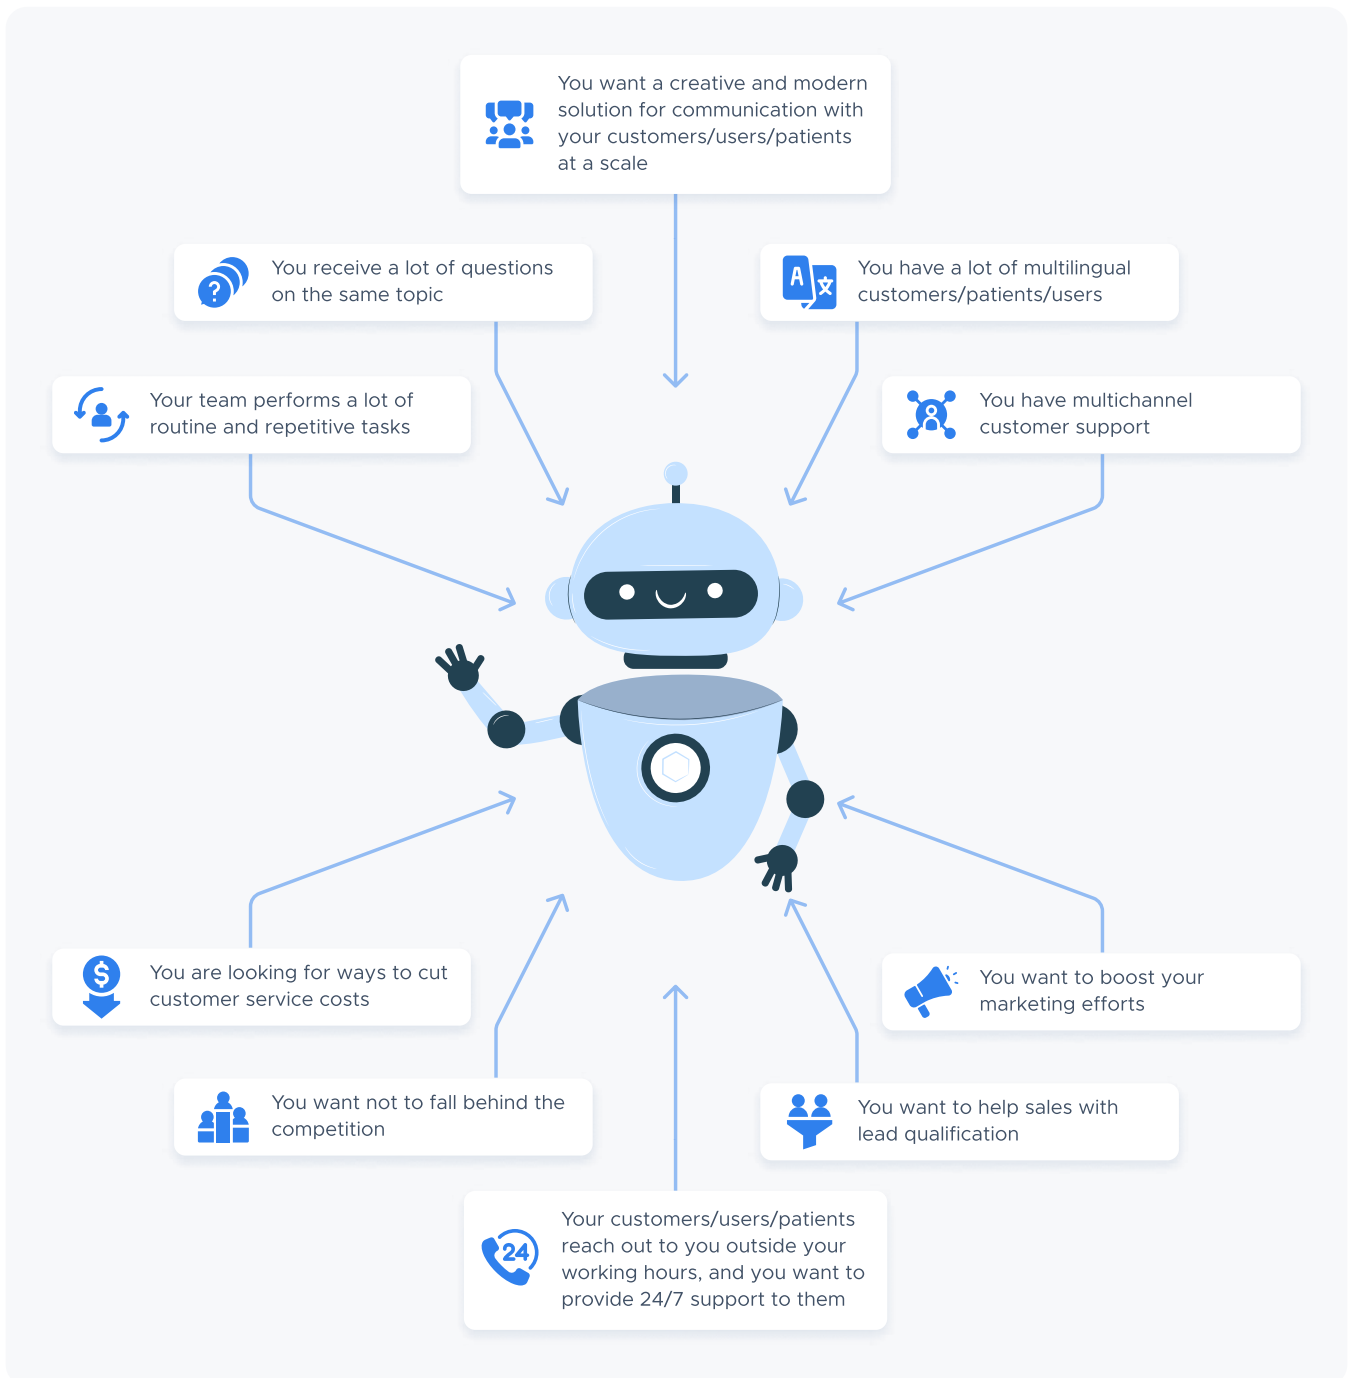 You want a creative and modern
solution for communication with
your customers/users/patients
at a scale
You receive a lot of questions
on the same topic
?
A
文
You have a lot of multilingual
customers/patients/users
Your team performs a lot of
routine and repetitive tasks
You have multichannel
customer support
$
You are looking for ways to cut
customer service costs
You want to boost your
marketing efforts
You want not to fall behind the
competition
You want to help sales with
lead qualification
24
Your customers/users/patients
reach out to you outside your
working hours, and you want to
provide 24/7 support to them